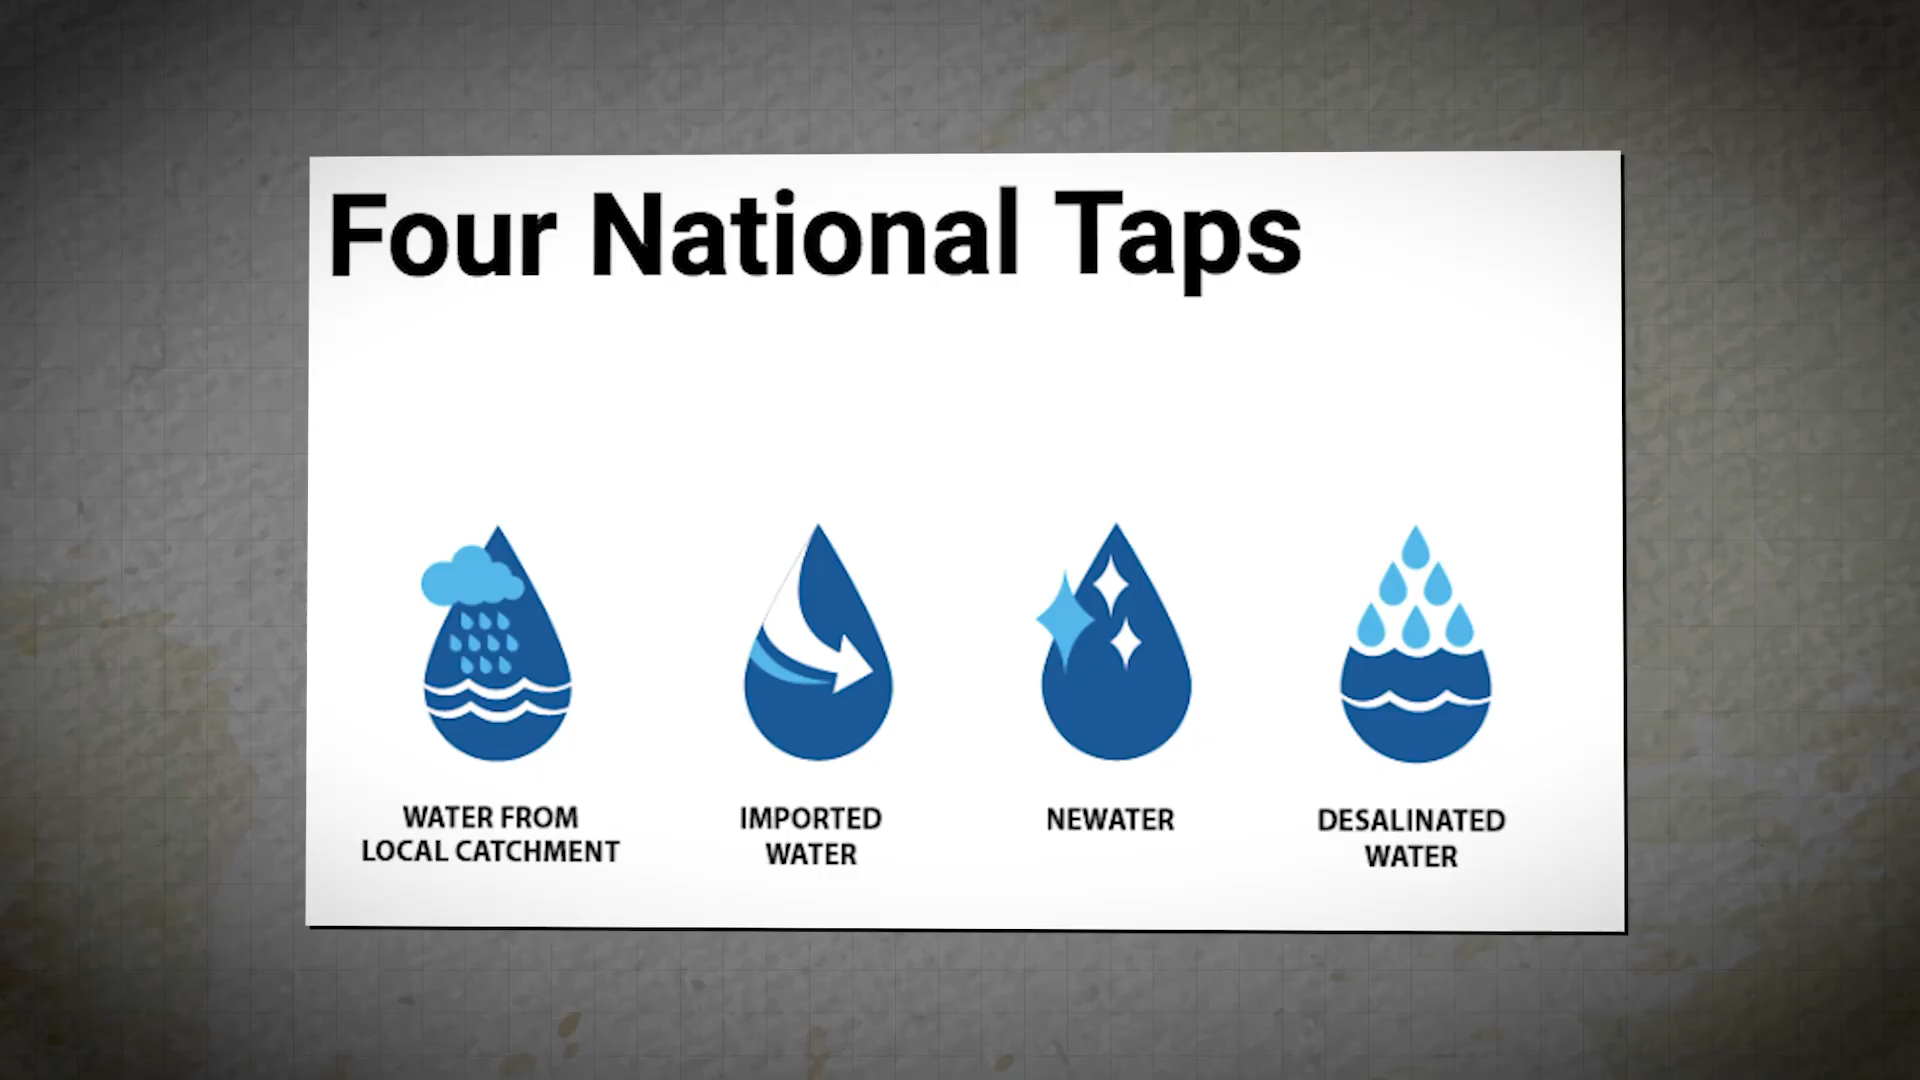 Four National Taps
WATER FROM
LOCAL CATCHMENT
IMPORTED
WATER
NEWATER
DESALINATED
WATER